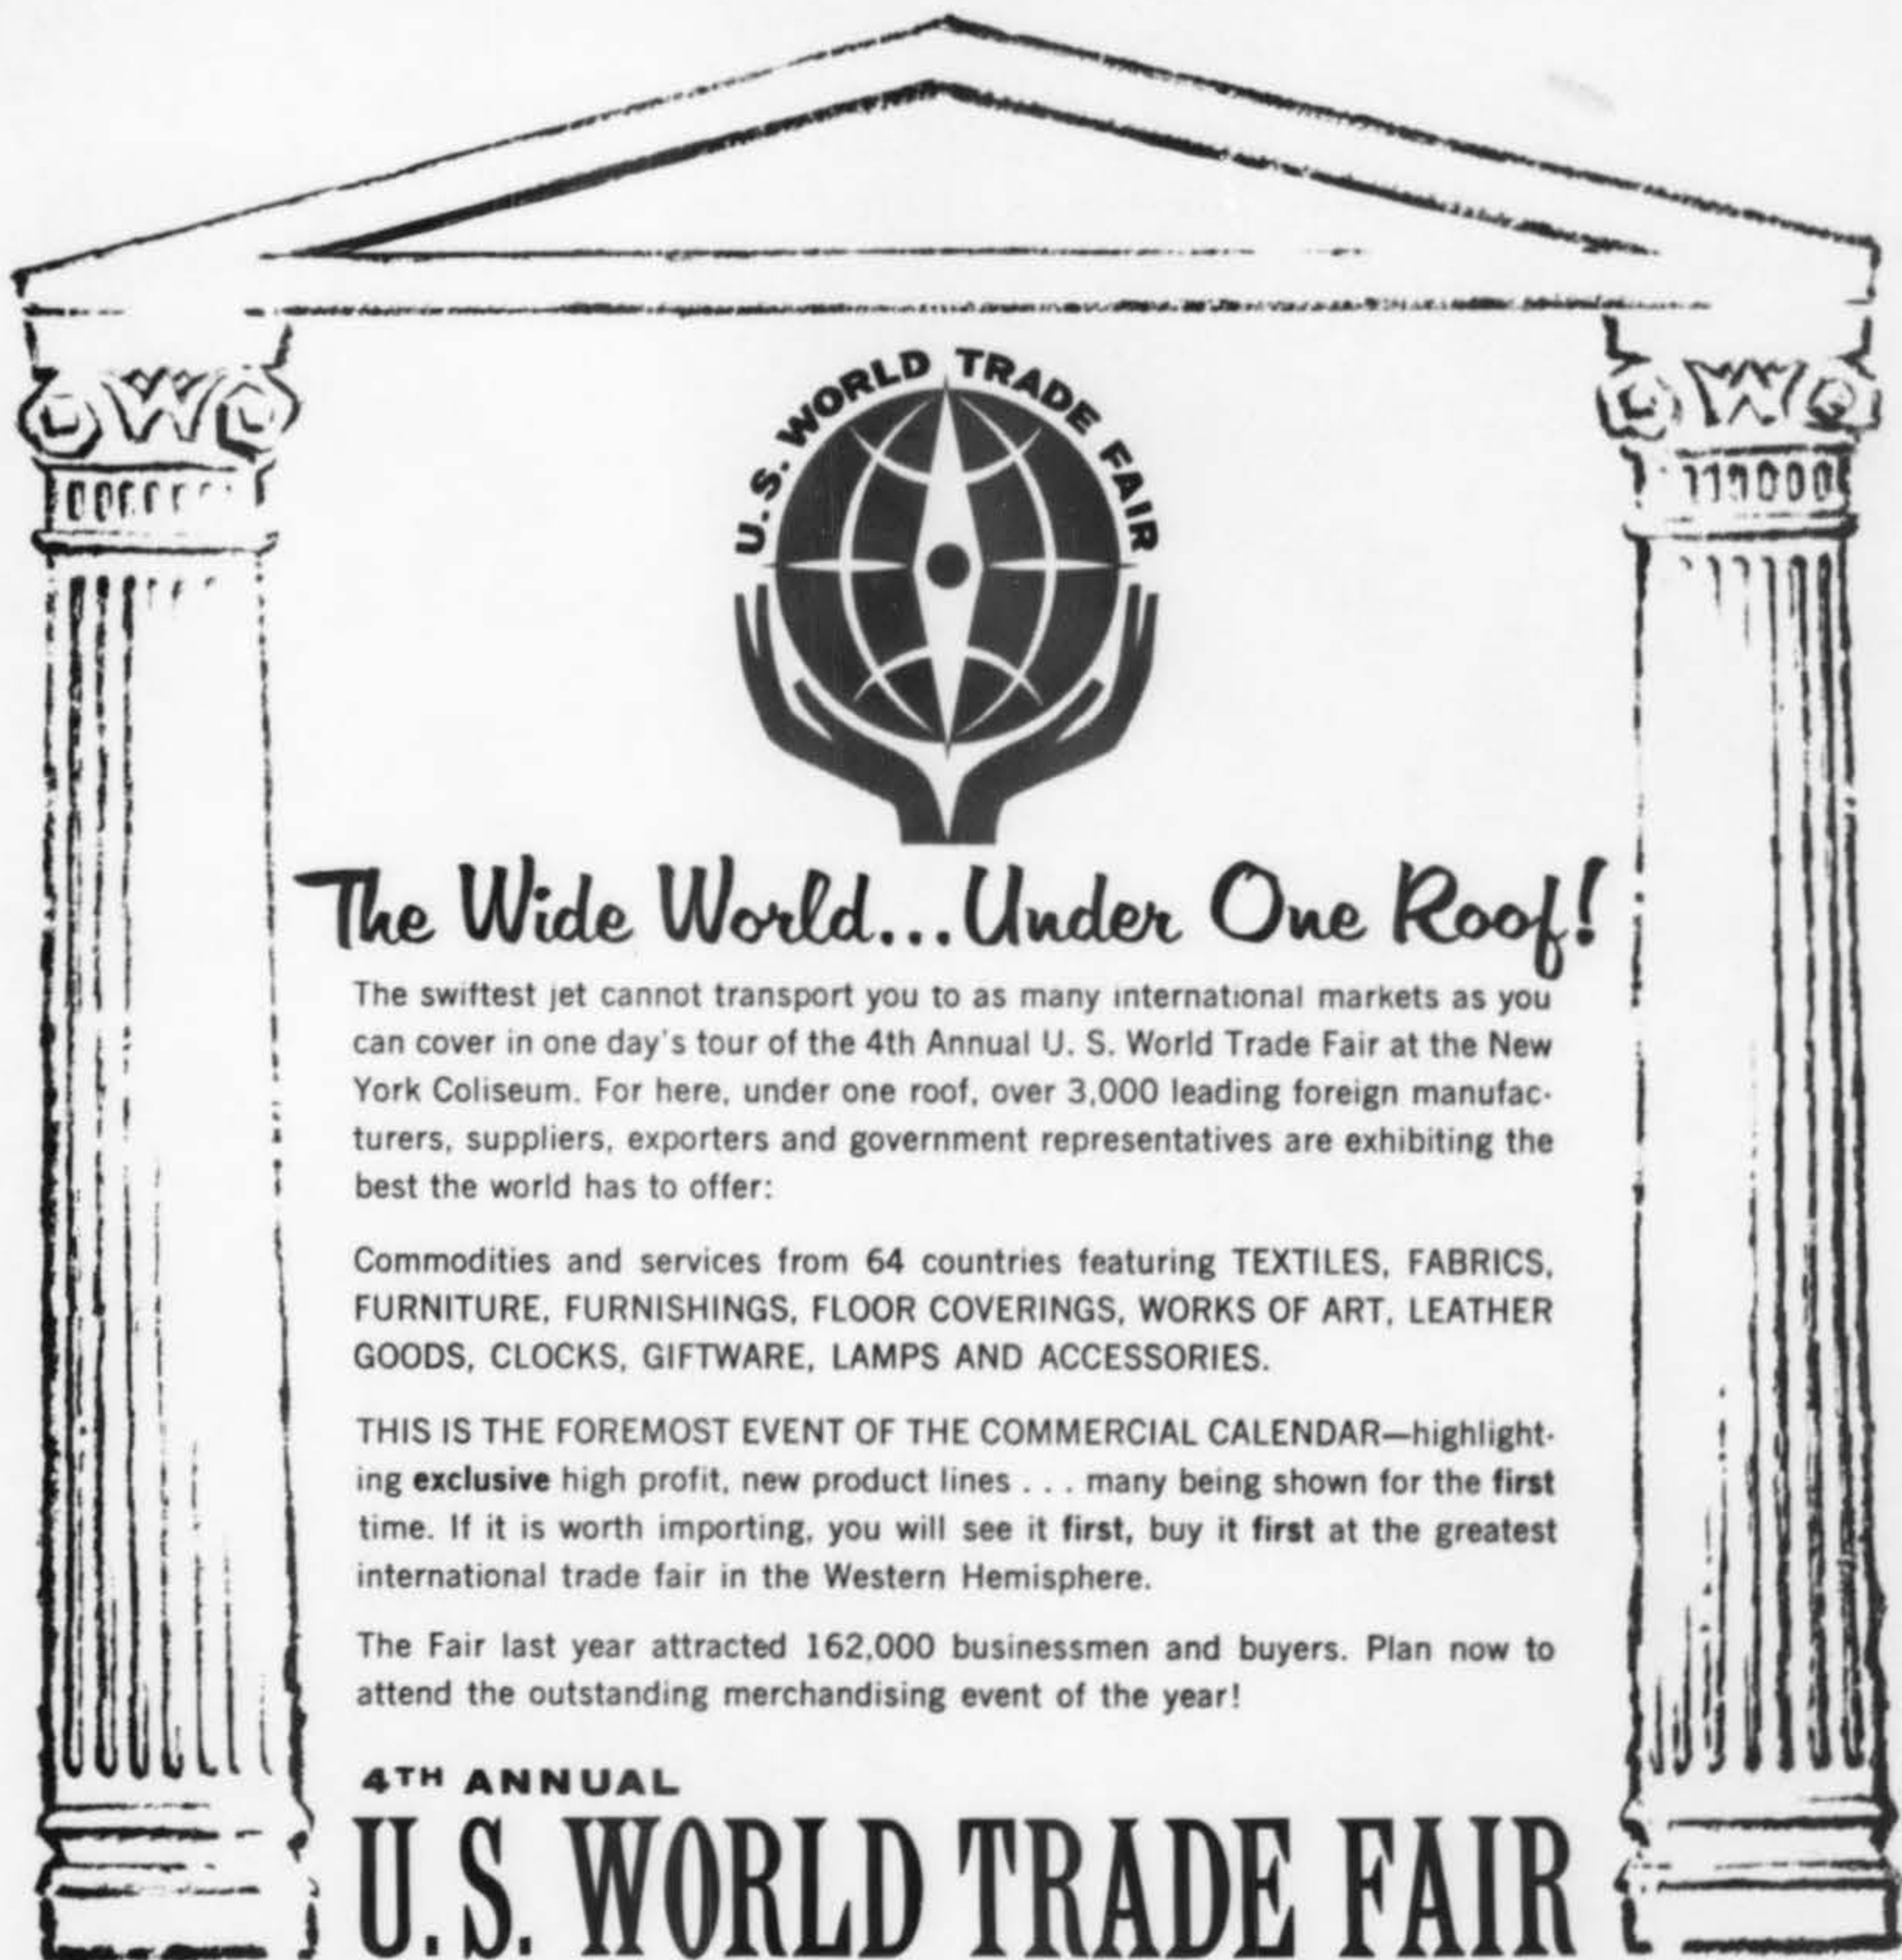 U.S. WORLD TRADE FAIR
The Wide World...Under One Roof!
The swiftest jet cannot transport you to as many international markets as you
can cover in one day's tour of the 4th Annual U. S. World Trade Fair at the New
York Coliseum. For here, under one roof, over 3,000 leading foreign manufac-
turers, suppliers, exporters and government representatives are exhibiting the
best the world has to offer:
Commodities and services from 64 countries featuring TEXTILES, FABRICS,
FURNITURE, FURNISHINGS, FLOOR COVERINGS, WORKS OF ART, LEATHER
GOODS, CLOCKS, GIFTWARE, LAMPS AND ACCESSORIES.
THIS IS THE FOREMOST EVENT OF THE COMMERCIAL CALENDAR—highlight-
ing exclusive high profit, new product lines . . . many being shown for the first
time. If it is worth importing, you will see it first, buy it first at the greatest
international trade fair in the Western Hemisphere.
The Fair last year attracted 162,000 businessmen and buyers. Plan now to
attend the outstanding merchandising event of the year!
4TH ANNUAL
U.S. WORLD TRADE FAIR